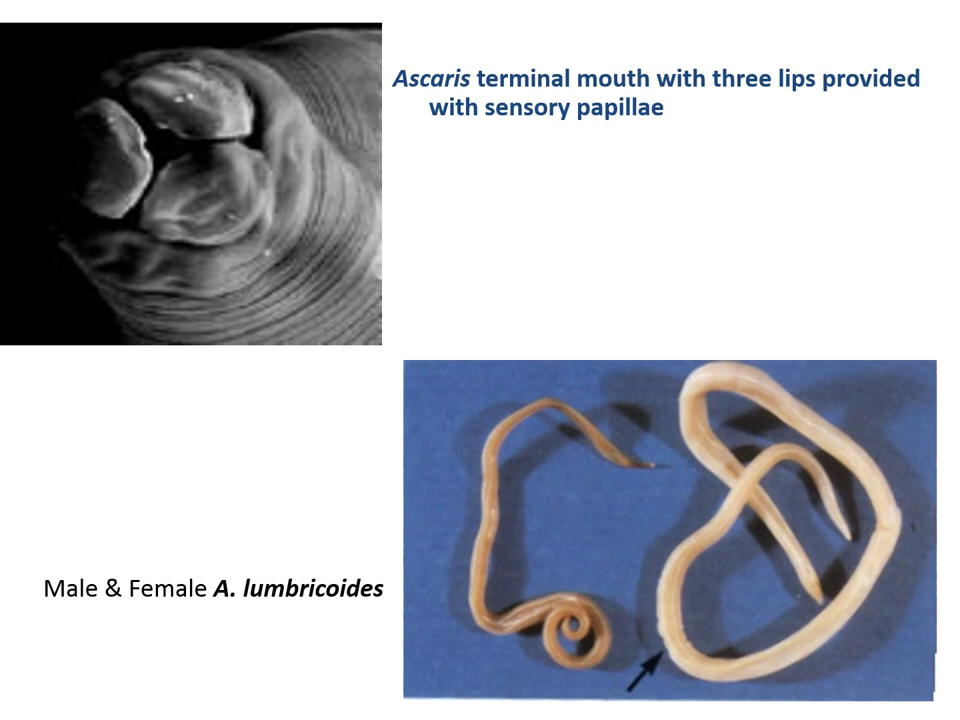 Ascaris terminal mouth with three lips provided
with sensory papillae
Male & Female A. lumbricoides